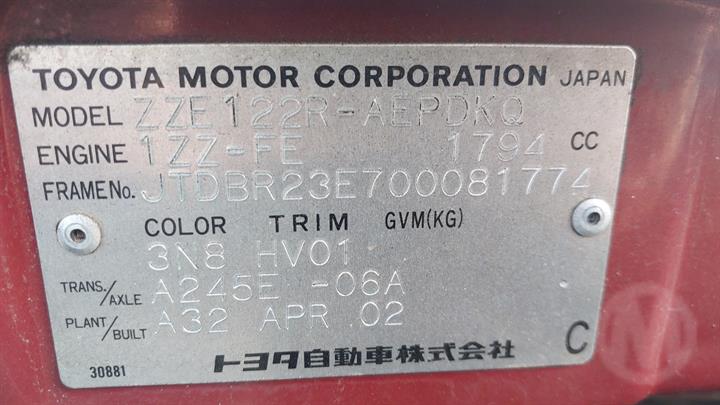 TOYOTA MOTOR CORPORATION JAPAN
MODEL ZZE122R-AEPDKQ
ENGINE 1ZZ-FE 1794 CC
FRAME No. JTDBR23E700081774
COLOR TRIM GVM(KG)
3N8 HV01
TRANS./AXLE A245E -06A
PLANT/BUILT A32 APR 02
トヨタ自動車株式会社 C
30881
M